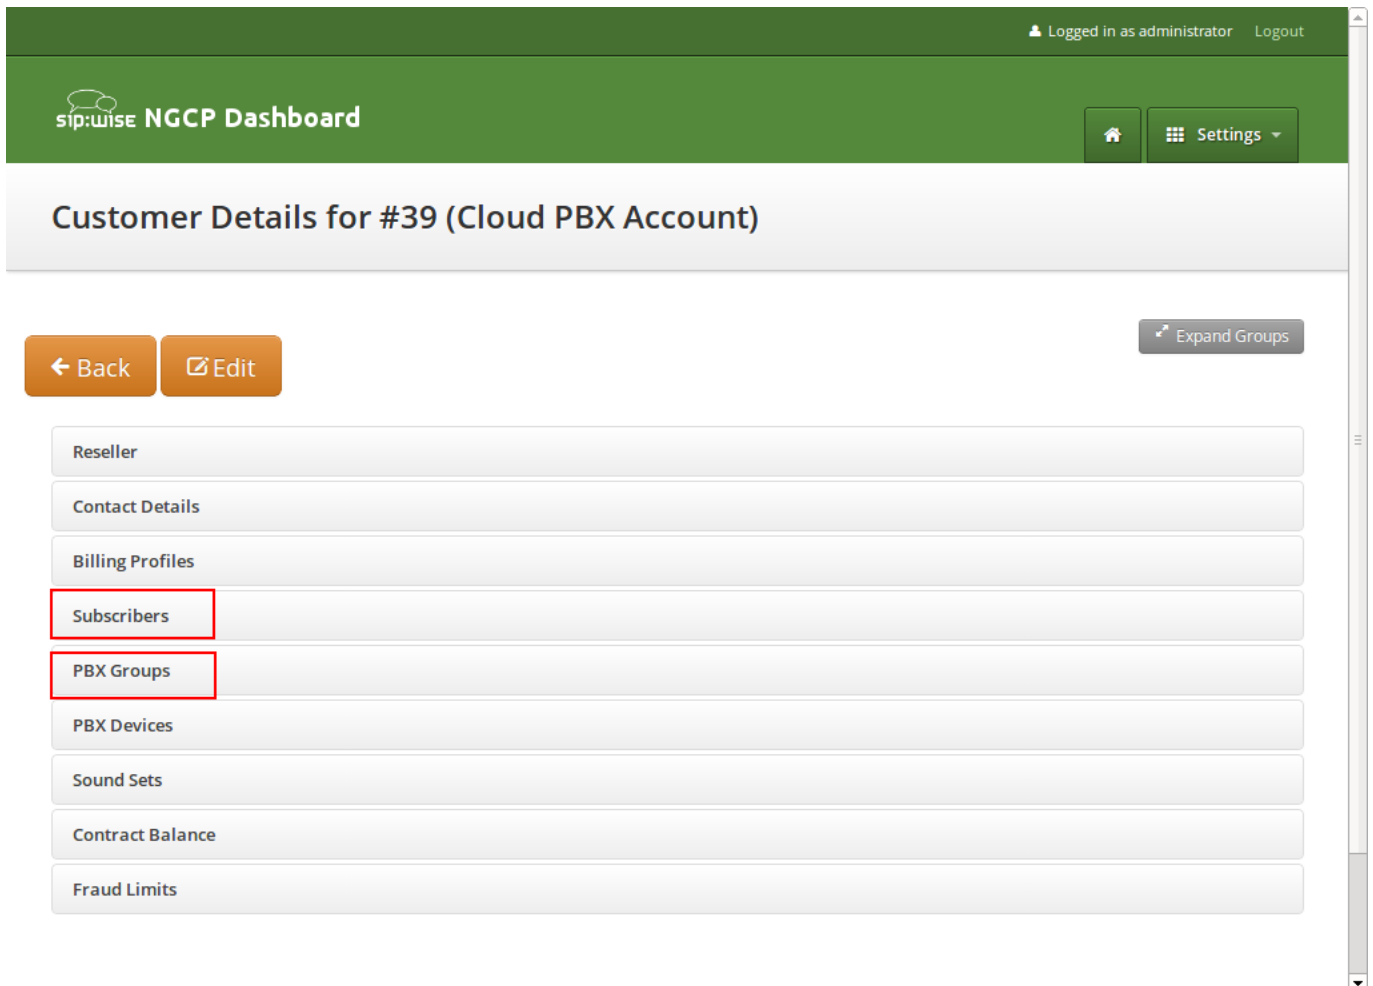 Logged in as administrator Logout
sip:wise NGCP Dashboard
Settings
Customer Details for #39 (Cloud PBX Account)
Expand Groups
Back Edit
Reseller
Contact Details
Billing Profiles
Subscribers
PBX Groups
PBX Devices
Sound Sets
Contract Balance
Fraud Limits